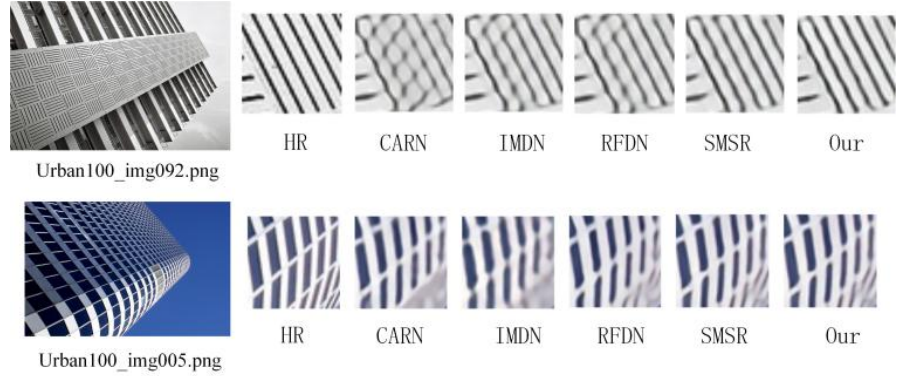 HR CARN IMDN RFDN SMSR Our
Urban100_img092.png
HR CARN IMDN RFDN SMSR Our
Urban100_img005.png